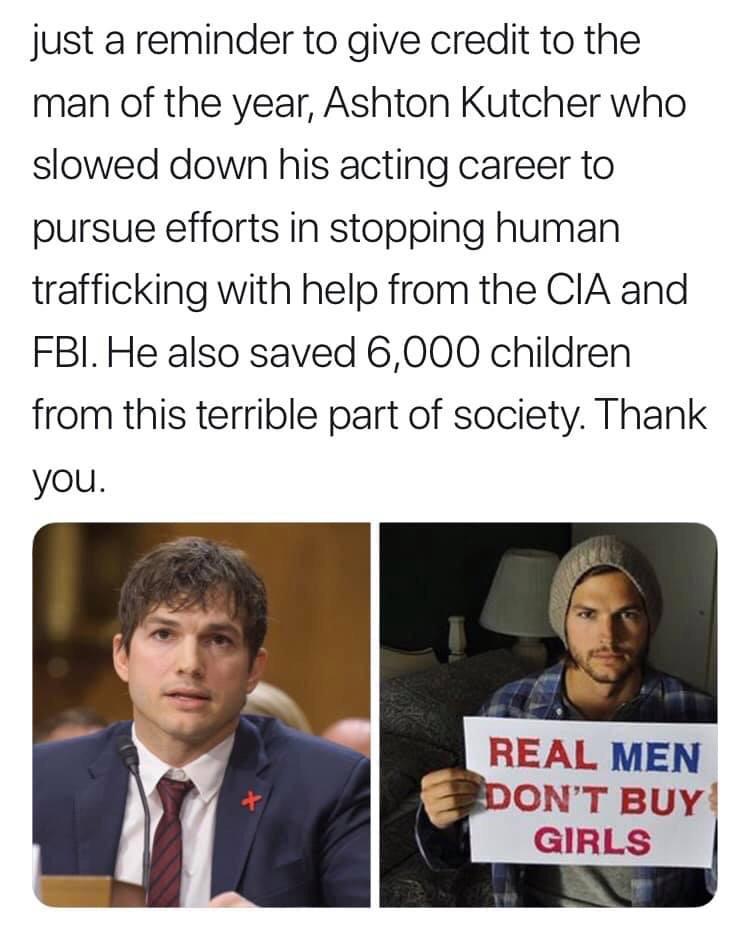 just a reminder to give credit to the
man of the year, Ashton Kutcher who
slowed down his acting career to
pursue efforts in stopping human
trafficking with help from the CIA and
FBI. He also saved 6,000 children
from this terrible part of society. Thank
you.
REAL MEN
DON'T BUY
GIRLS